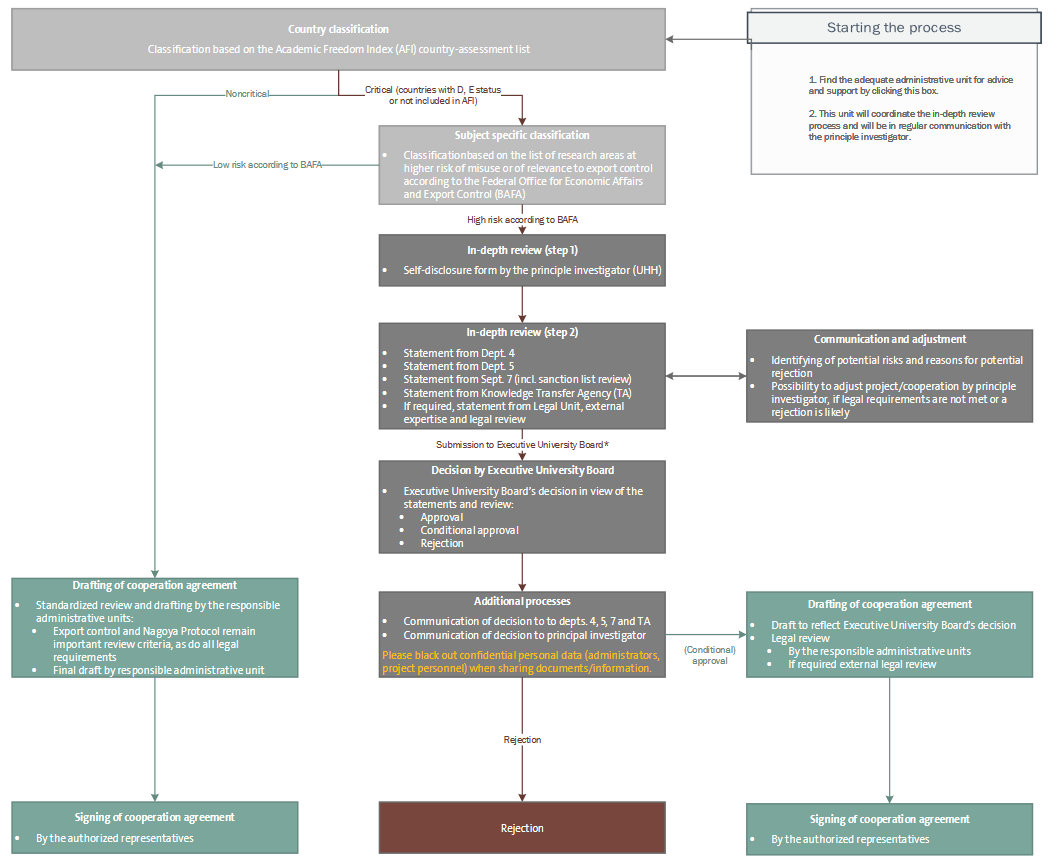 Country classification
Classification based on the Academic Freedom Index (AFI) country-assessment list
Starting the process
1. Find the adequate administrative unit for advice
and support by clicking this box.
2. This unit will coordinate the in-depth review
process and will be in regular communication with
the principle investigator.
Noncritical
Critical (countries with D, E status
or not included in AFI)
Subject specific classification
• Classificationbased on the list of research areas at
higher risk of misuse or of relevance to export control
according to the Federal Office for Economic Affairs
and Export Control (BAFA)
Low risk according to BAFA
High risk according to BAFA
In-depth review (step 1)
• Self-disclosure form by the principle investigator (UHH)
In-depth review (step 2)
• Statement from Dept. 4
• Statement from Dept. 5
• Statement from Sept. 7 (incl. sanction list review)
• Statement from Knowledge Transfer Agency (TA)
• If required, statement from Legal Unit, external
expertise and legal review
Communication and adjustment
• Identifying of potential risks and reasons for potential
rejection
• Possibility to adjust project/cooperation by principle
investigator, if legal requirements are not met or a
rejection is likely
Submission to Executive University Board*
Decision by Executive University Board
• Executive University Board's decision in view of the
statements and review:
• Approval
• Conditional approval
• Rejection
Drafting of cooperation agreement
• Standardized review and drafting by the responsible
administrative units:
• Export control and Nagoya Protocol remain
important review criteria, as do all legal
requirements
• Final draft by responsible administrative unit
Additional processes
• Communication of decision to to depts. 4, 5, 7 and TA
• Communication of decision to principal investigator
Please black out confidential personal data (administrators,
project personnel) when sharing documents/information.
(Conditional)
approval
Drafting of cooperation agreement
• Draft to reflect Executive University Board's decision
• Legal review
• By the responsible administrative units
• If required external legal review
Rejection
Signing of cooperation agreement
• By the authorized representatives
Rejection
Signing of cooperation agreement
• By the authorized representatives